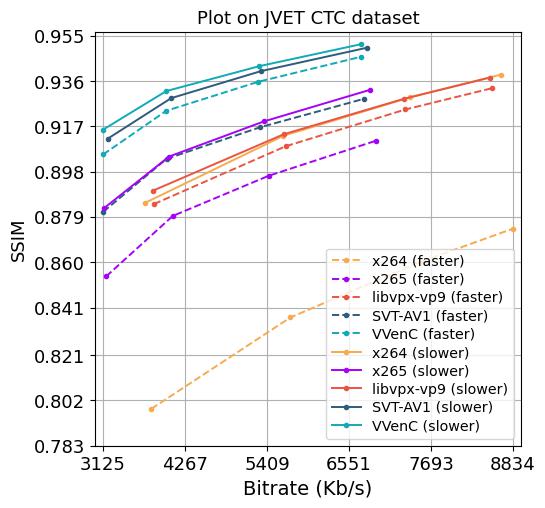 Plot on JVET CTC dataset
SSIM
0.955
0.936
0.917
0.898
0.879
0.860
0.841
0.821
0.802
0.783
x264 (faster)
x265 (faster)
libvpx-vp9 (faster)
SVT-AV1 (faster)
VVenC (faster)
x264 (slower)
x265 (slower)
libvpx-vp9 (slower)
SVT-AV1 (slower)
VVenC (slower)
3125 4267 5409 6551 7693 8834
Bitrate (Kb/s)